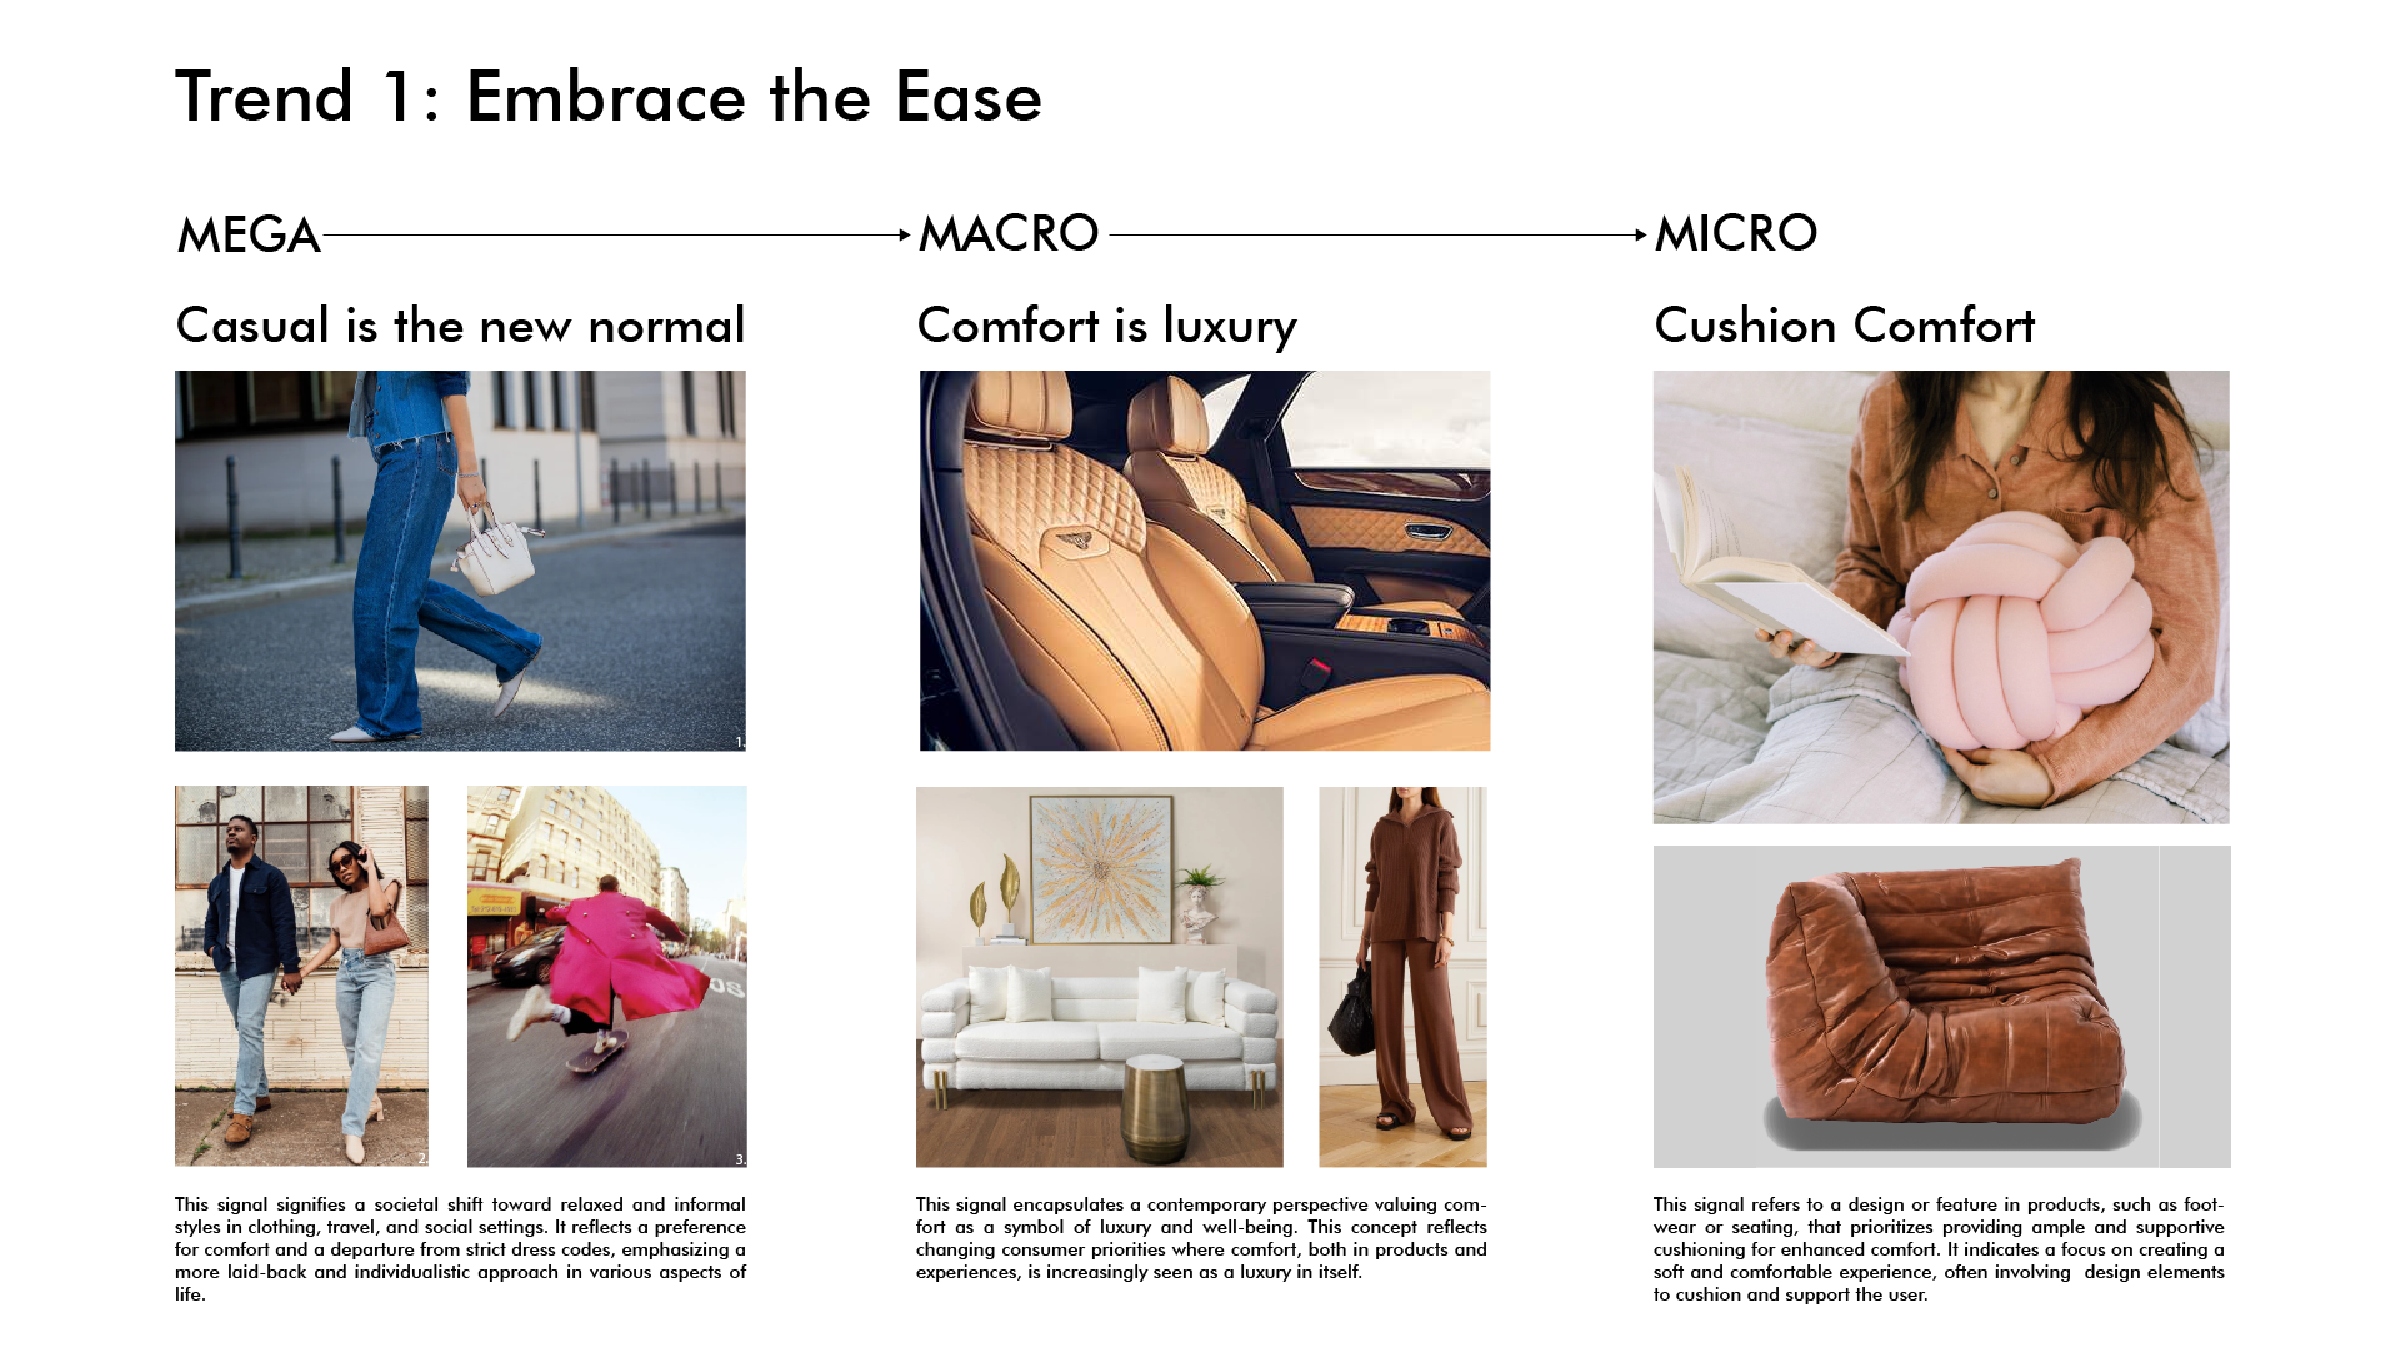 Trend 1: Embrace the Ease
MEGA
MACRO
MICRO
Casual is the new normal
Comfort is luxury
Cushion Comfort
1.
2.
3.
This signal signifies a societal shift toward relaxed and informal
styles in clothing, travel, and social settings. It reflects a preference
for comfort and a departure from strict dress codes, emphasizing a
more laid-back and individualistic approach in various aspects of
life.
This signal encapsulates a contemporary perspective valuing com-
fort as a symbol of luxury and well-being. This concept reflects
changing consumer priorities where comfort, both in products and
experiences, is increasingly seen as a luxury in itself.
This signal refers to a design or feature in products, such as foot-
wear or seating, that prioritizes providing ample and supportive
cushioning for enhanced comfort. It indicates a focus on creating a
soft and comfortable experience, often involving design elements
to cushion and support the user.